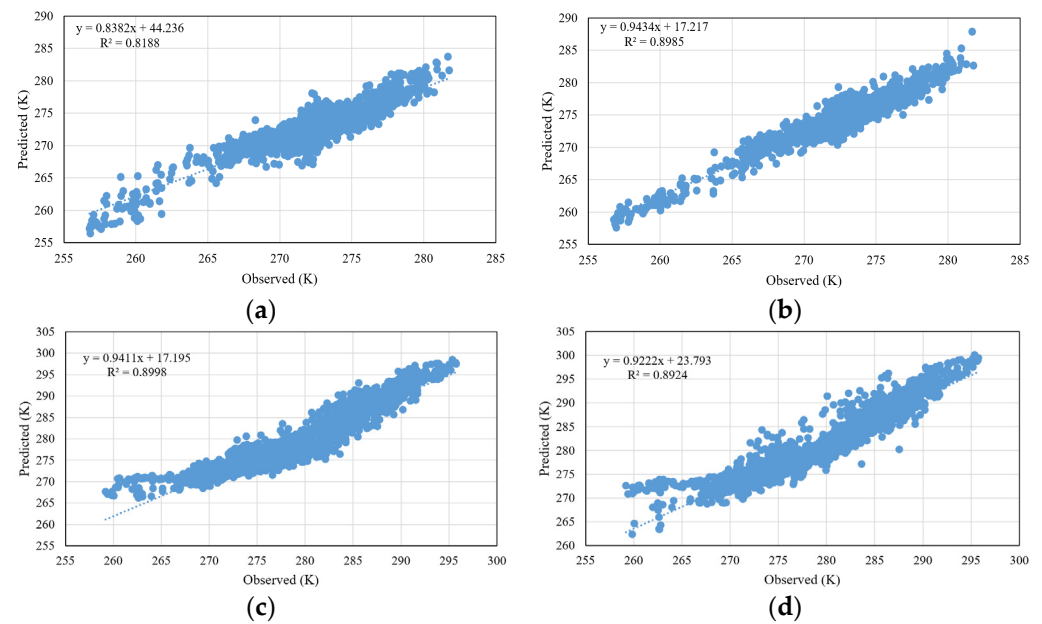 y = 0.8382x + 44.236
R² = 0.8188
290
285
280
275
270
265
260
255
Predicted (K)
255 260 265 270 275 280 285
Observed (K)
(a)
y = 0.9434x + 17.217
R² = 0.8985
290
285
280
275
270
265
260
255
Predicted (K)
255 260 265 270 275 280 285
Observed (K)
(b)
y = 0.9411x + 17.195
R² = 0.8998
305
300
295
290
285
280
275
270
265
260
255
Predicted (K)
255 260 265 270 275 280 285 290 295 300
Observed (K)
(c)
y = 0.9222x + 23.793
R² = 0.8924
305
300
295
290
285
280
275
270
265
260
Predicted (K)
255 260 265 270 275 280 285 290 295 300
Observed (K)
(d)